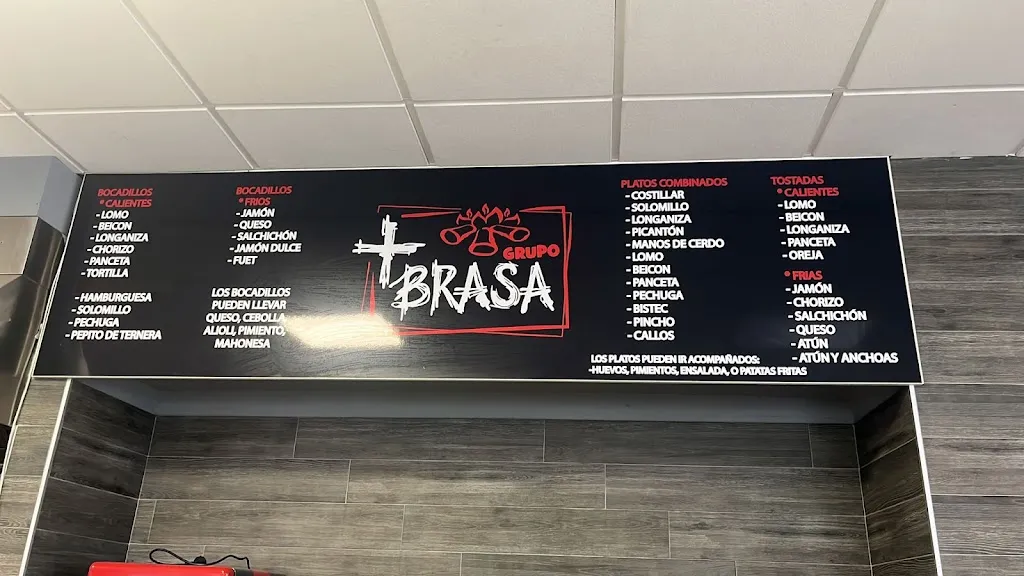 BOCADILLOS
* CALIENTES
- LOMO
- BEICON
- LONGANIZA
- CHORIZO
- PANCETA
- TORTILLA
- HAMBURGUESA
- SOLOMILLO
- PECHUGA
- PEPITO DE TERNERA
BOCADILLOS
* FRIOS
- JAMÓN
- QUESO
- SALCHICHÓN
- JAMÓN DULCE
- FUET
LOS BOCADILLOS
PUEDEN LLEVAR
QUESO, CEBOLLA,
ALIOLI, PIMIENTO,
MAHONESA
GRUPO
+ BRASA
PLATOS COMBINADOS
- COSTILLAR
- SOLOMILLO
- LONGANIZA
- PICANTÓN
- MANOS DE CERDO
- LOMO
- BEICON
- PANCETA
- PECHUGA
- BISTEC
- PINCHO
- CALLOS
LOS PLATOS PUEDEN IR ACOMPAÑADOS:
-HUEVOS, PIMIENTOS, ENSALADA, O PATATAS FRITAS
TOSTADAS
* CALIENTES
- LOMO
- BEICON
- LONGANIZA
- PANCETA
- OREJA
* FRIAS
- JAMÓN
- CHORIZO
- SALCHICHÓN
- QUESO
- ATÚN
- ATÚN Y ANCHOAS